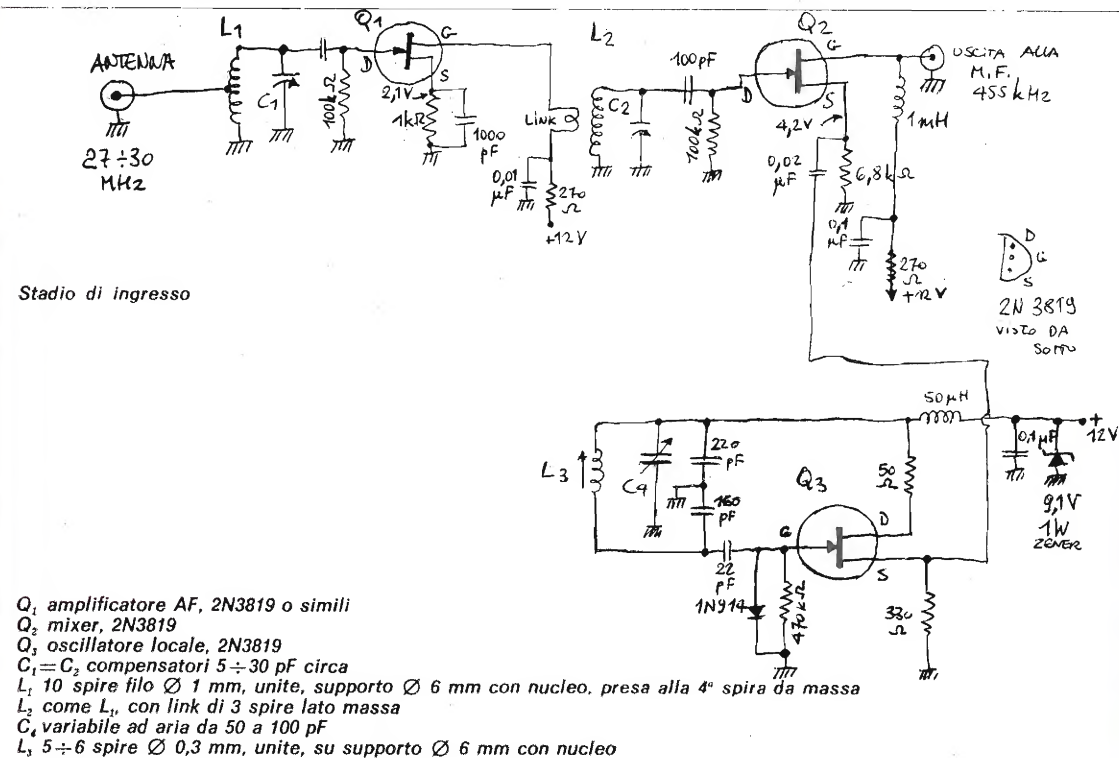 L1
Q1
G
D
S
ANTENNA
27÷30
MHz
C1
100kΩ
2,1V
1kΩ
1000
pF
LINK
0,01
µF
270
Ω
+12V
L2
C2
100pF
100kΩ
Q2
G
D
S
4,2V
USCITA ALLA
M.F.
455kHz
1mH
0,02
µF
6,8kΩ
0,1
µF
270
Ω
+12V
D
G
S
2N 3819
VISTO DA
SOTTO
Stadio di ingresso
50µH
+
12V
0,1µF
9,1V
1W
ZENER
L3
C4
220
pF
160
pF
22
pF
1N914
470kΩ
Q3
G
D
S
50
Ω
330
Ω
Q1 amplificatore AF, 2N3819 o simili
Q2 mixer, 2N3819
Q3 oscillatore locale, 2N3819
C1=C2 compensatori 5÷30 pF circa
L1 10 spire filo Ø 1 mm, unite, supporto Ø 6 mm con nucleo, presa alla 4ª spira da massa
L2 come L1, con link di 3 spire lato massa
C4 variabile ad aria da 50 a 100 pF
L3 5÷6 spire Ø 0,3 mm, unite, su supporto Ø 6 mm con nucleo